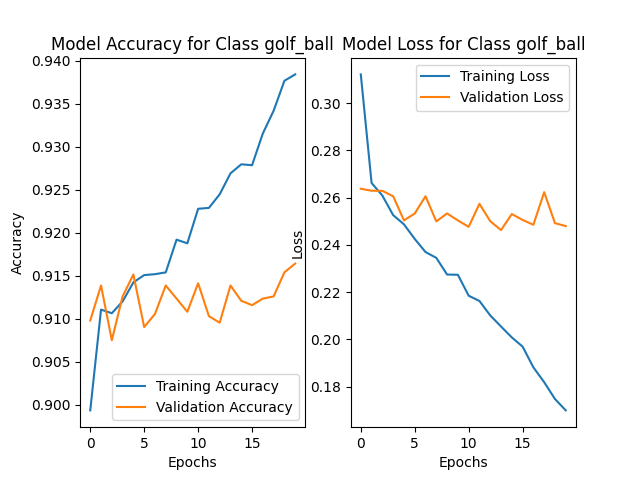 Model Accuracy for Class golf_ball
0.940
0.935
0.930
0.925
0.920
0.915
0.910
0.905
0.900
Accuracy
Training Accuracy
Validation Accuracy
0 5 10 15
Epochs
Model Loss for Class golf_ball
Training Loss
Validation Loss
0.30
0.28
0.26
0.24
0.22
0.20
0.18
Loss
0 5 10 15
Epochs